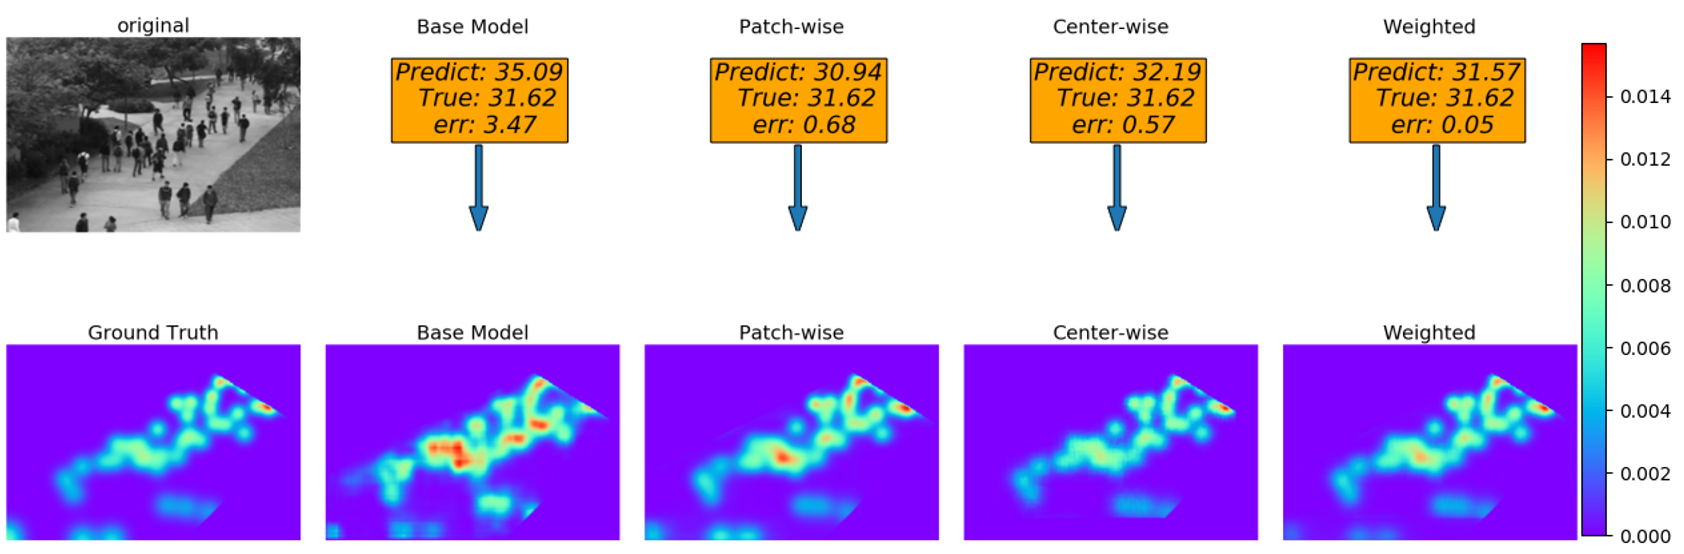 original
Base Model
Patch-wise
Center-wise
Weighted
Predict: 35.09
True: 31.62
err: 3.47
Predict: 30.94
True: 31.62
err: 0.68
Predict: 32.19
True: 31.62
err: 0.57
Predict: 31.57
True: 31.62
err: 0.05
Ground Truth
Base Model
Patch-wise
Center-wise
Weighted
0.014
0.012
0.010
0.008
0.006
0.004
0.002
0.000